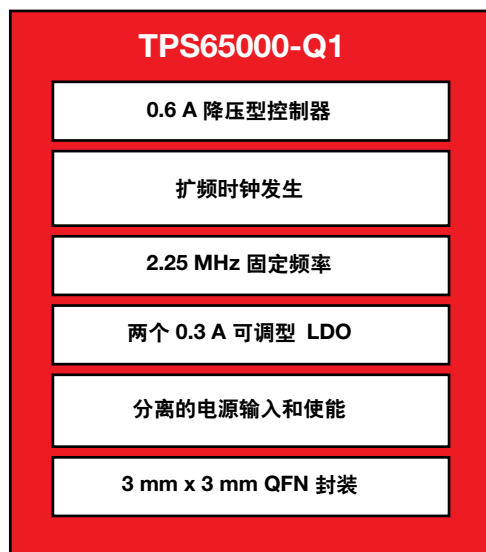 TPS65000-Q1
0.6 A 降压型控制器
扩频时钟发生
2.25 MHz 固定频率
两个 0.3 A 可调型 LDO
分离的电源输入和使能
3 mm x 3 mm QFN 封装